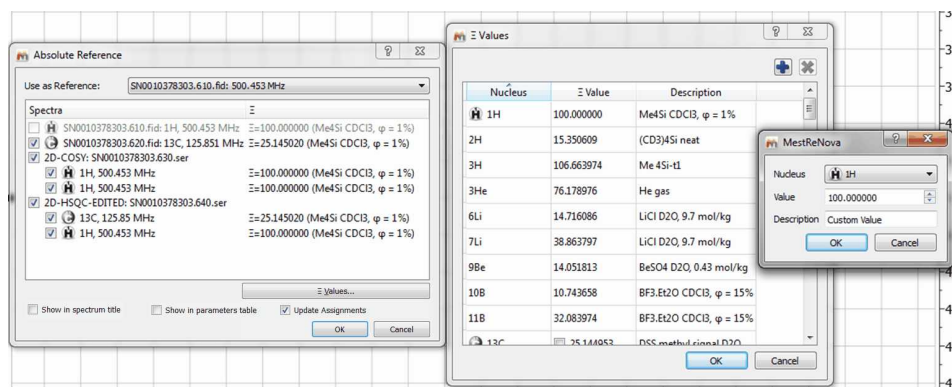 Absolute Reference
Use as Reference: SN0010378303.610.fid: 500.453 MHz
Spectra Ξ
SN0010378303.610.fid: 1H, 500.453 MHz Ξ=100.000000 (Me4Si CDCl3, φ = 1%)
SN0010378303.620.fid: 13C, 125.851 MHz Ξ=25.145020 (Me4Si CDCl3, φ = 1%)
2D-COSY: SN0010378303.630.ser
1H, 500.453 MHz Ξ=100.000000 (Me4Si CDCl3, φ = 1%)
1H, 500.453 MHz Ξ=100.000000 (Me4Si CDCl3, φ = 1%)
2D-HSQC-EDITED: SN0010378303.640.ser
13C, 125.85 MHz Ξ=25.145020 (Me4Si CDCl3, φ = 1%)
1H, 500.453 MHz Ξ=100.000000 (Me4Si CDCl3, φ = 1%)
Ξ Values...
Show in spectrum title Show in parameters table Update Assignments
OK Cancel
Ξ Values
Nucleus Ξ Value Description
1H 100.000000 Me4Si CDCl3, φ = 1%
2H 15.350609 (CD3)4Si neat
3H 106.663974 Me 4Si-t1
3He 76.178976 He gas
6Li 14.716086 LiCl D2O, 9.7 mol/kg
7Li 38.863797 LiCl D2O, 9.7 mol/kg
9Be 14.051813 BeSO4 D2O, 0.43 mol/kg
10B 10.743658 BF3.Et2O CDCl3, φ = 15%
11B 32.083974 BF3.Et2O CDCl3, φ = 15%
13C 25.144953 DSS methyl signal D2O
OK Cancel
MestReNova
Nucleus 1H
Value 100.000000
Description Custom Value
OK Cancel